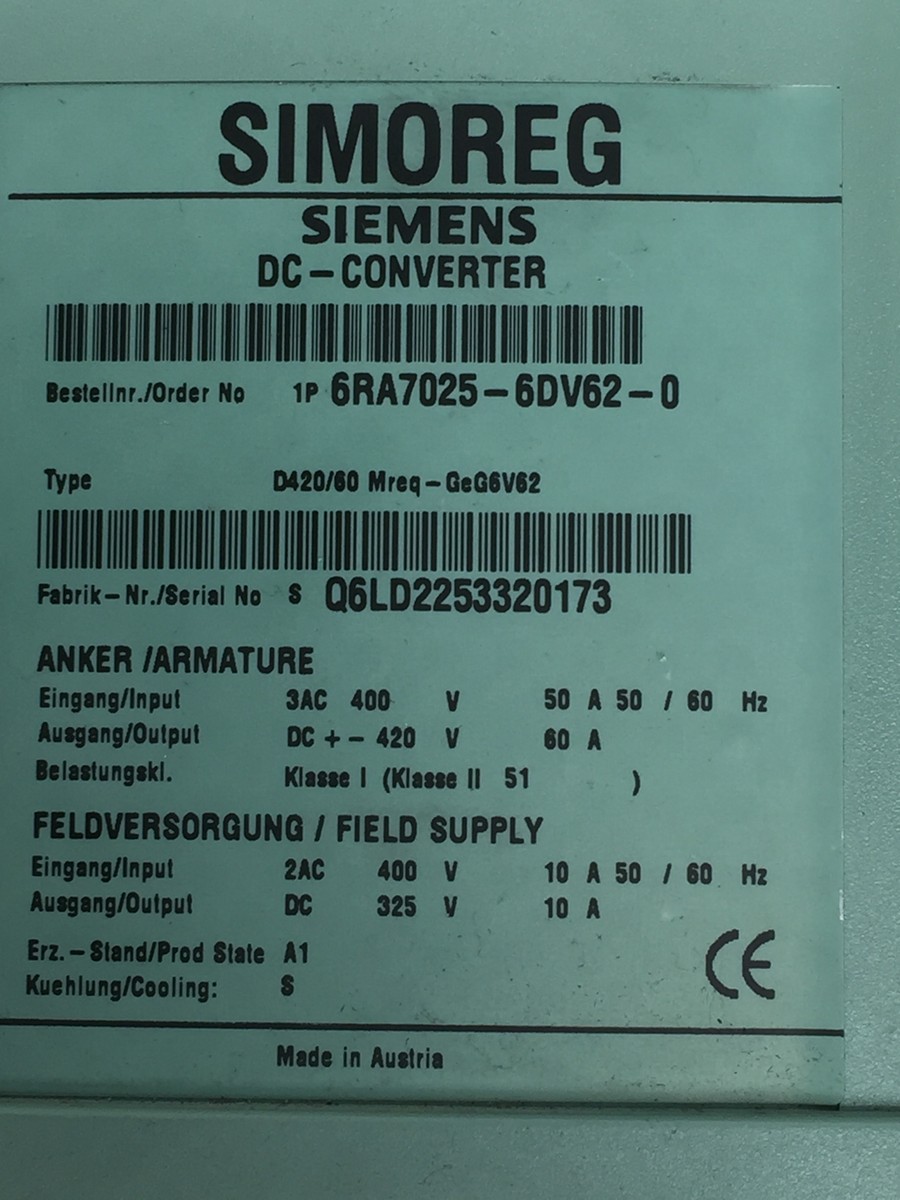 SIMOREG
SIEMENS
DC-CONVERTER
Bestellnr./Order No 1P 6RA7025-6DV62-0
Type D420/60 Mreq-GeG6V62
Fabrik-Nr./Serial No S Q6LD2253320173
ANKER /ARMATURE
Eingang/Input 3AC 400 V 50 A 50 / 60 Hz
Ausgang/Output DC +- 420 V 60 A
Belastungskl. Klasse I (Klasse II 51 )
FELDVERSORGUNG / FIELD SUPPLY
Eingang/Input 2AC 400 V 10 A 50 / 60 Hz
Ausgang/Output DC 325 V 10 A
Erz.-Stand/Prod State A1
Kuehlung/Cooling: S
CE
Made in Austria